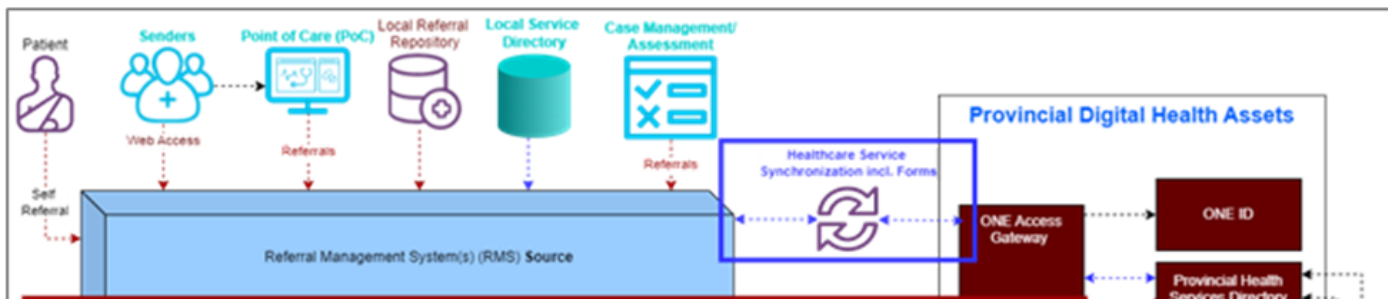 Patient
Senders
Point of Care (PoC)
Local Referral
Repository
Local Service
Directory
Case Management/
Assessment
Provincial Digital Health Assets
Web Access
Referrals
Referrals
Healthcare Service
Synchronization incl. Forms
Self
Referral
Referral Management System(s) (RMS) Source
ONE Access
Gateway
ONE ID
Provincial Health
Services Directory